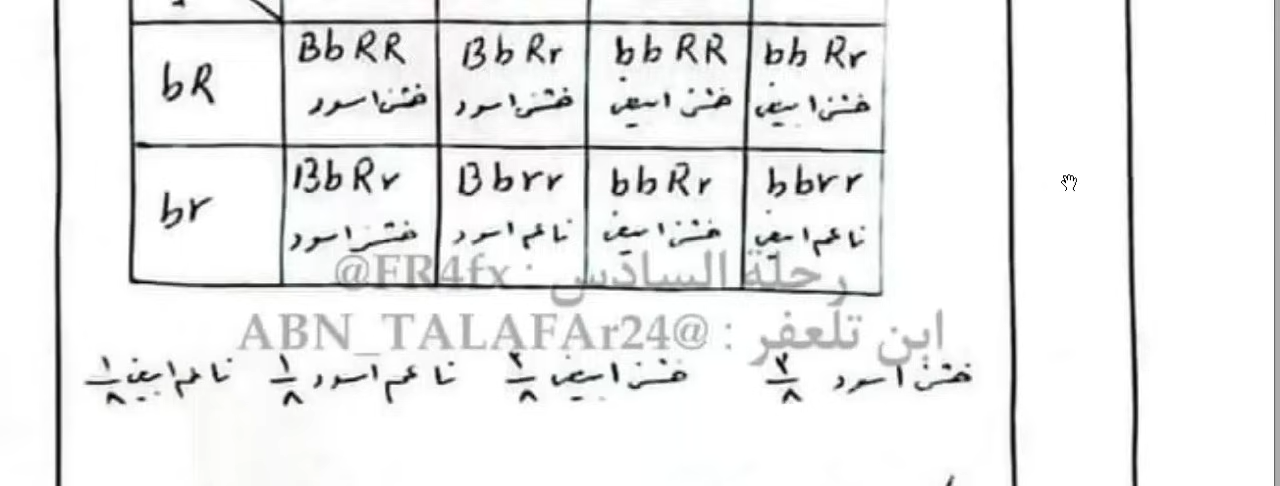 bR BbRR BbRr bbRR bbRr
خشن اسود خشن اسود خشن ابيض خشن ابيض
br BbRr Bbrr bbRr bbrr
خشن اسود ناعم اسود خشن ابيض ناعم ابيض
رحلة السادس : @FR4fx
ابن تلعفر : @ABN_TALAFAr24
خشن اسود ٣/٨ خشن ابيض ٣/٨ ناعم اسود ١/٨ ناعم ابيض ١/٨